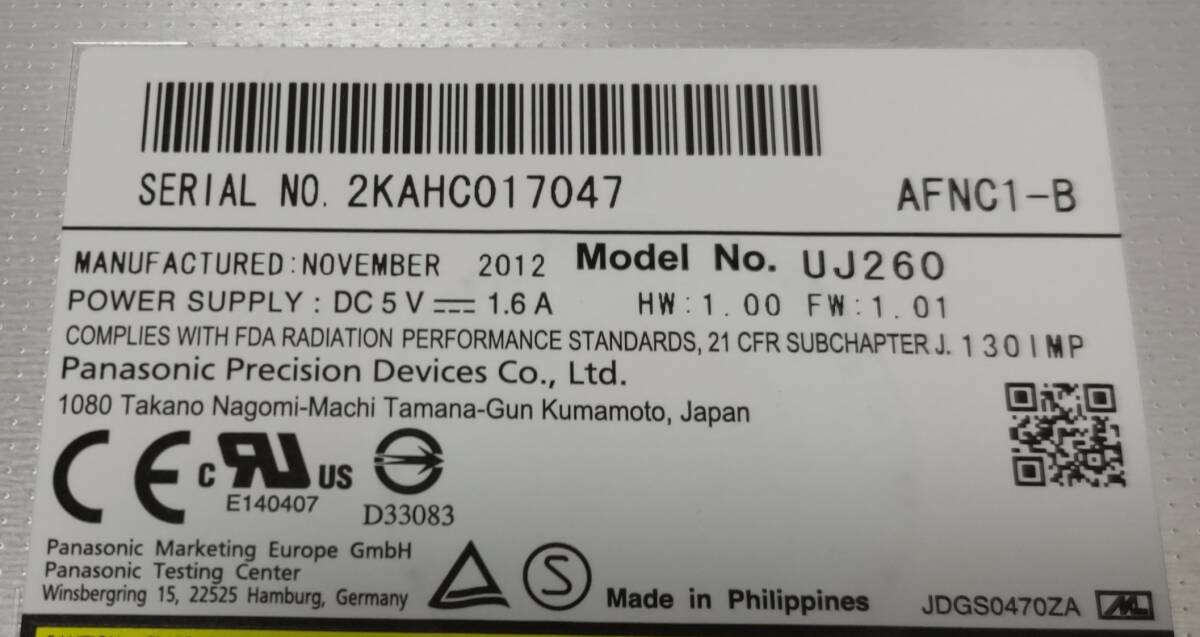 SERIAL NO. 2KAHC017047 AFNC1-B
MANUFACTURED:NOVEMBER 2012 Model No. UJ260
POWER SUPPLY : DC 5 V ⎓ 1.6 A HW:1.00 FW:1.01
COMPLIES WITH FDA RADIATION PERFORMANCE STANDARDS, 21 CFR SUBCHAPTER J. 1301MP
Panasonic Precision Devices Co., Ltd.
1080 Takano Nagomi-Machi Tamana-Gun Kumamoto, Japan
CE c RU US
E140407
D33083
Panasonic Marketing Europe GmbH
Panasonic Testing Center
Winsbergring 15, 22525 Hamburg, Germany
S
Made in Philippines
JDGS0470ZA